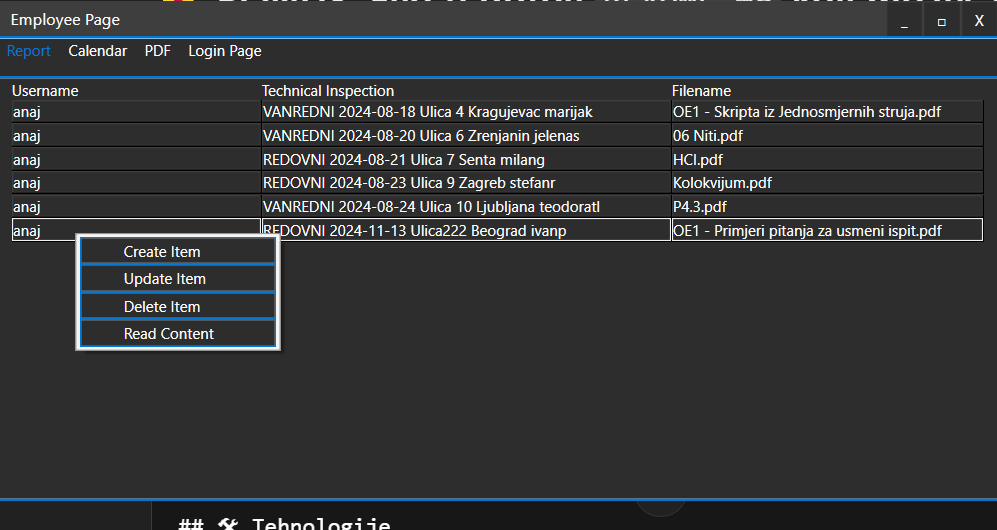 Employee Page _ □ X
Report Calendar PDF Login Page
Username Technical Inspection Filename
anaj VANREDNI 2024-08-18 Ulica 4 Kragujevac marijak OE1 - Skripta iz Jednosmjernih struja.pdf
anaj VANREDNI 2024-08-20 Ulica 6 Zrenjanin jelenas 06 Niti.pdf
anaj REDOVNI 2024-08-21 Ulica 7 Senta milang HCI.pdf
anaj REDOVNI 2024-08-23 Ulica 9 Zagreb stefanr Kolokvijum.pdf
anaj VANREDNI 2024-08-24 Ulica 10 Ljubljana teodoratl P4.3.pdf
anaj REDOVNI 2024-11-13 Ulica222 Beograd ivanp OE1 - Primjeri pitanja za usmeni ispit.pdf
Create Item
Update Item
Delete Item
Read Content
## 🛠 Tehnologije